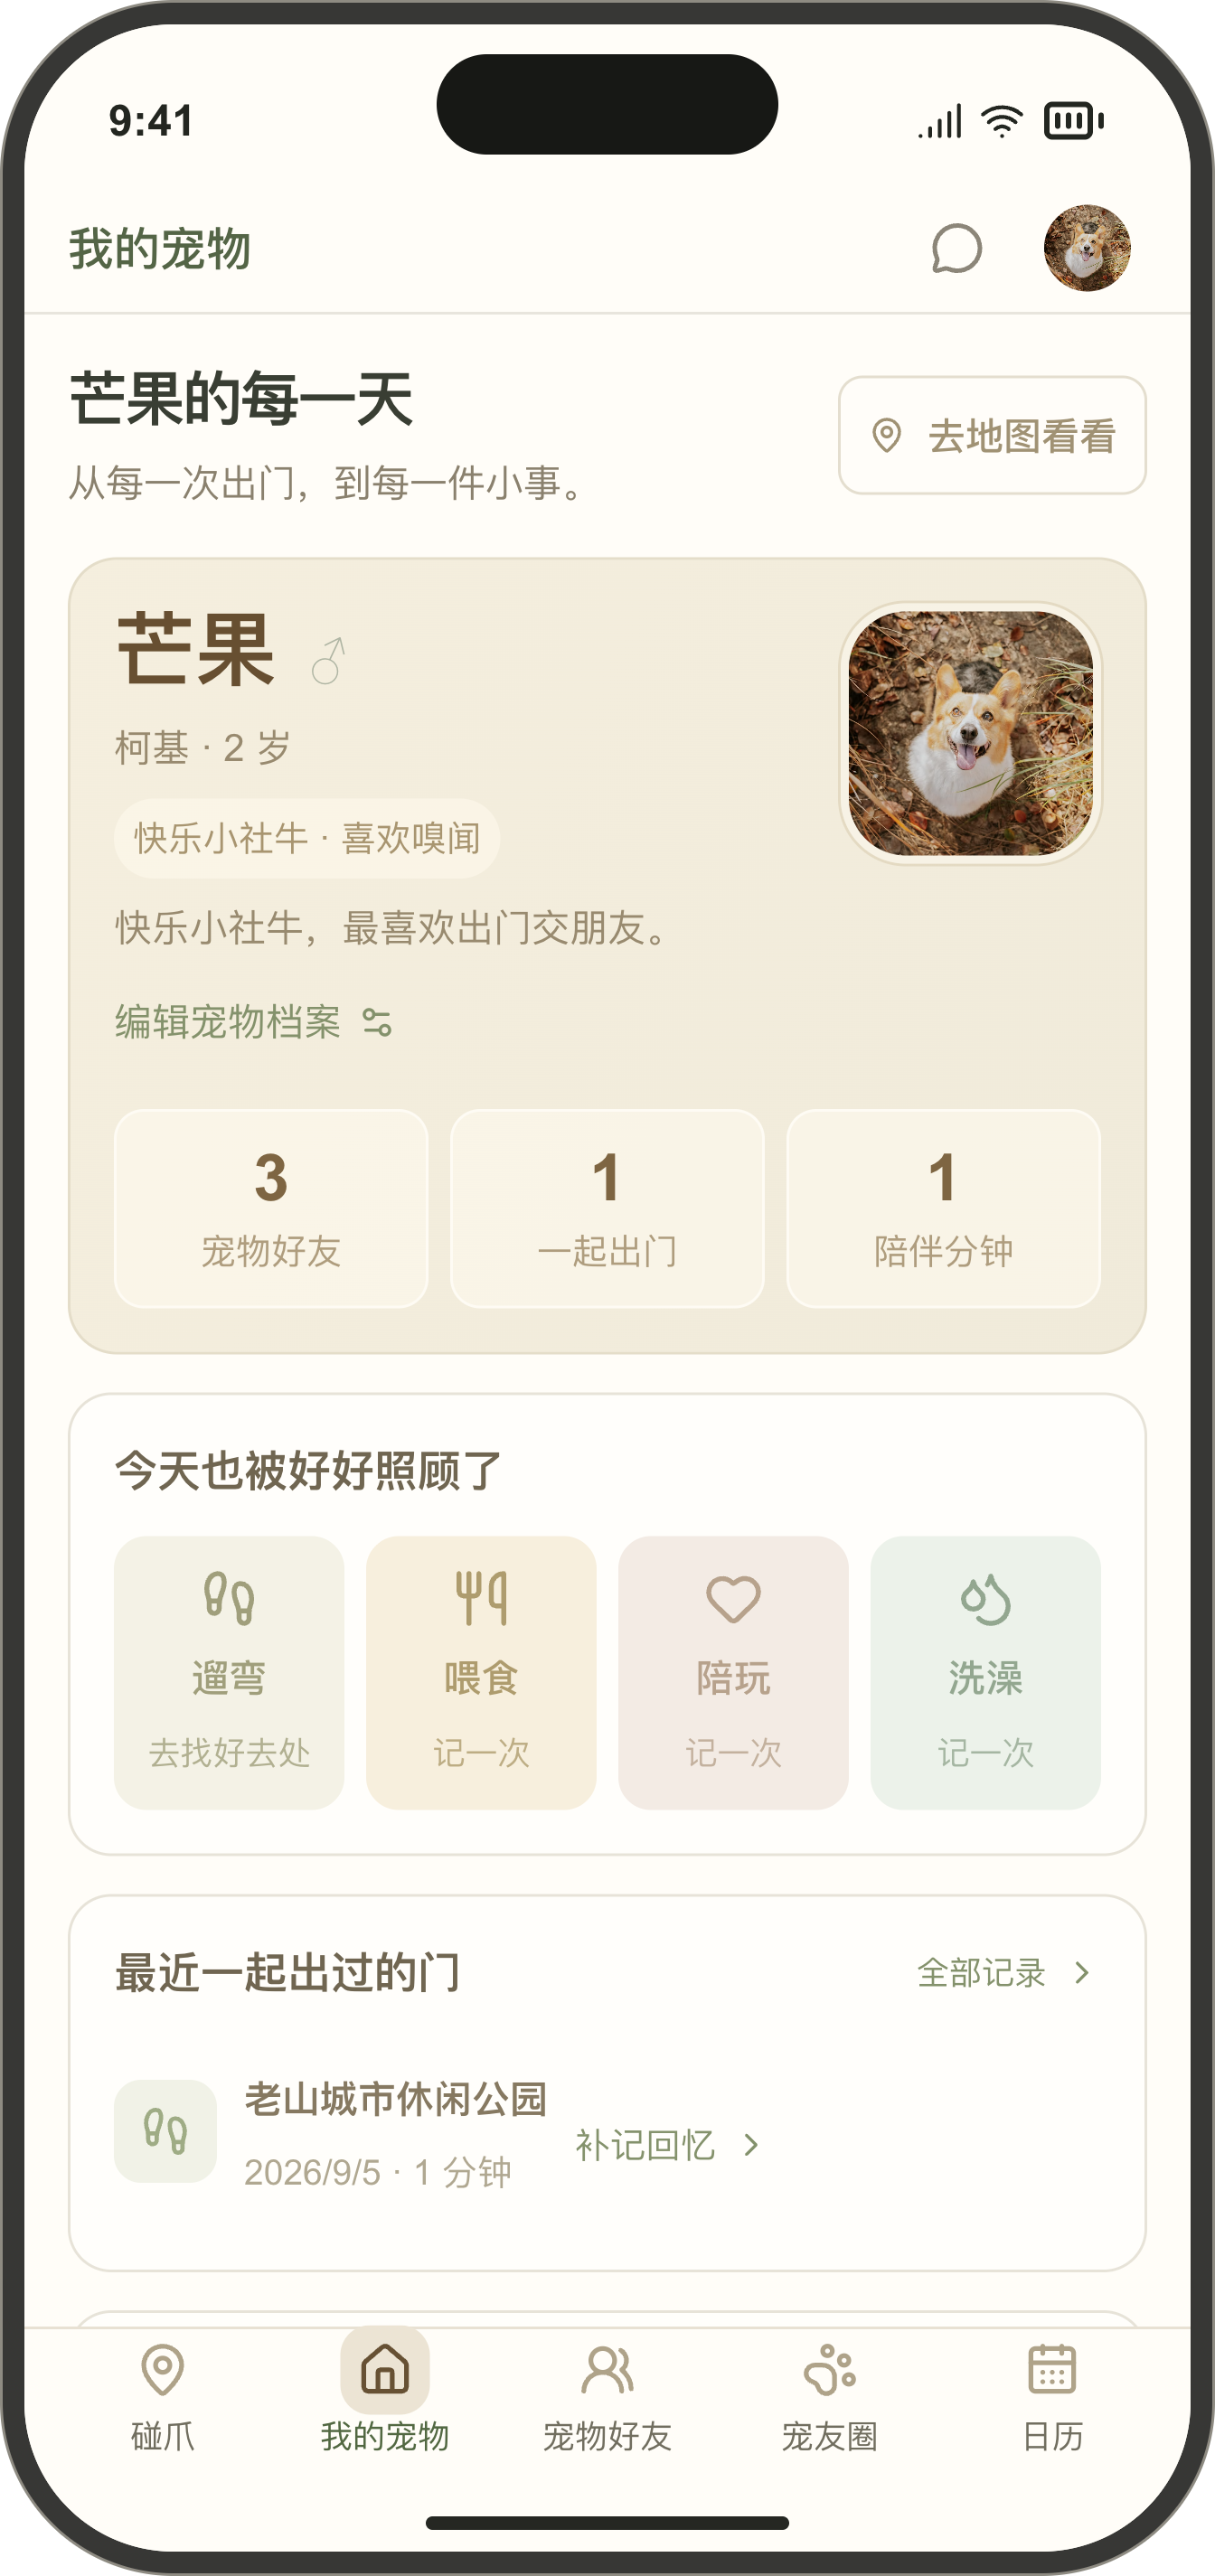 9:41
我的宠物
芒果的每一天
去地图看看
从每一次出门，到每一件小事。
芒果 ♂
柯基 · 2 岁
快乐小社牛 · 喜欢嗅闻
快乐小社牛，最喜欢出门交朋友。
编辑宠物档案
3 1 1
宠物好友 一起出门 陪伴分钟
今天也被好好照顾了
遛弯 喂食 陪玩 洗澡
去找好去处 记一次 记一次 记一次
最近一起出过的门 全部记录
老山城市休闲公园
补记回忆
2026/9/5 · 1 分钟
碰爪 我的宠物 宠物好友 宠友圈 日历